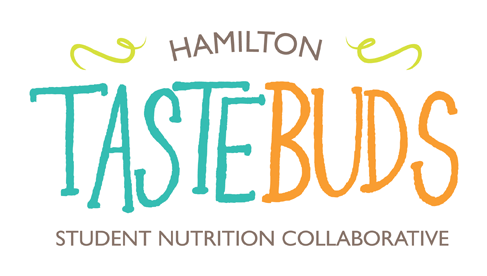 HAMILTON
TASTEBUDS
STUDENT NUTRITION COLLABORATIVE